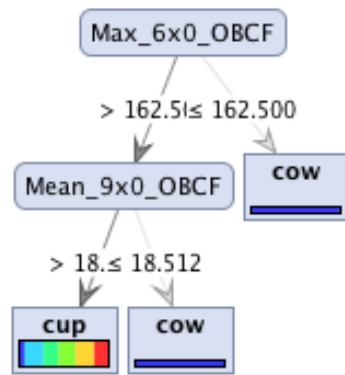 Max_6x0_OBCF
> 162.5 ≤ 162.500
Mean_9x0_OBCF
cow
> 18. ≤ 18.512
cup
cow